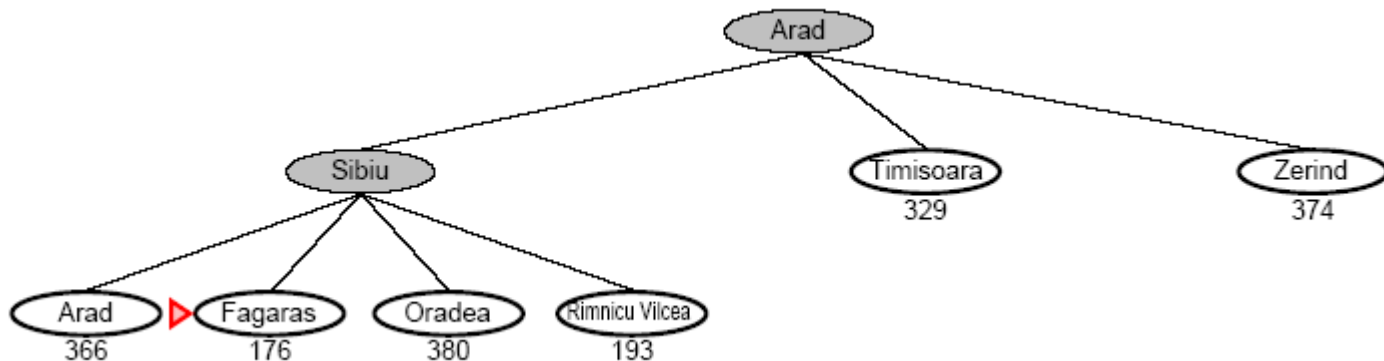 Arad
Sibiu
Timisoara
Zerind
329
374
Arad
Fagaras
Oradea
Rimnicu Vilcea
366
176
380
193